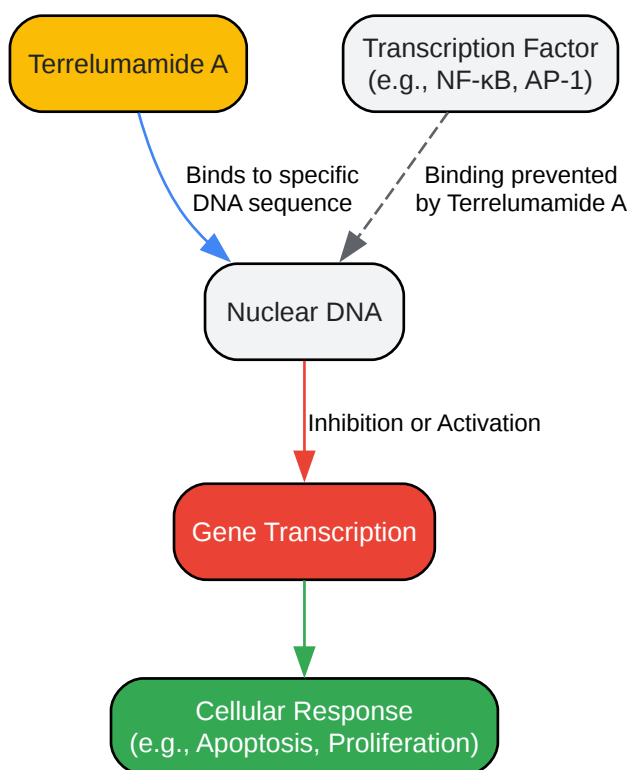 Terrelumamide A
Transcription Factor
(e.g., NF-κB, AP-1)
Binds to specific
DNA sequence
Binding prevented
by Terrelumamide A
Nuclear DNA
Inhibition or Activation
Gene Transcription
Cellular Response
(e.g., Apoptosis, Proliferation)